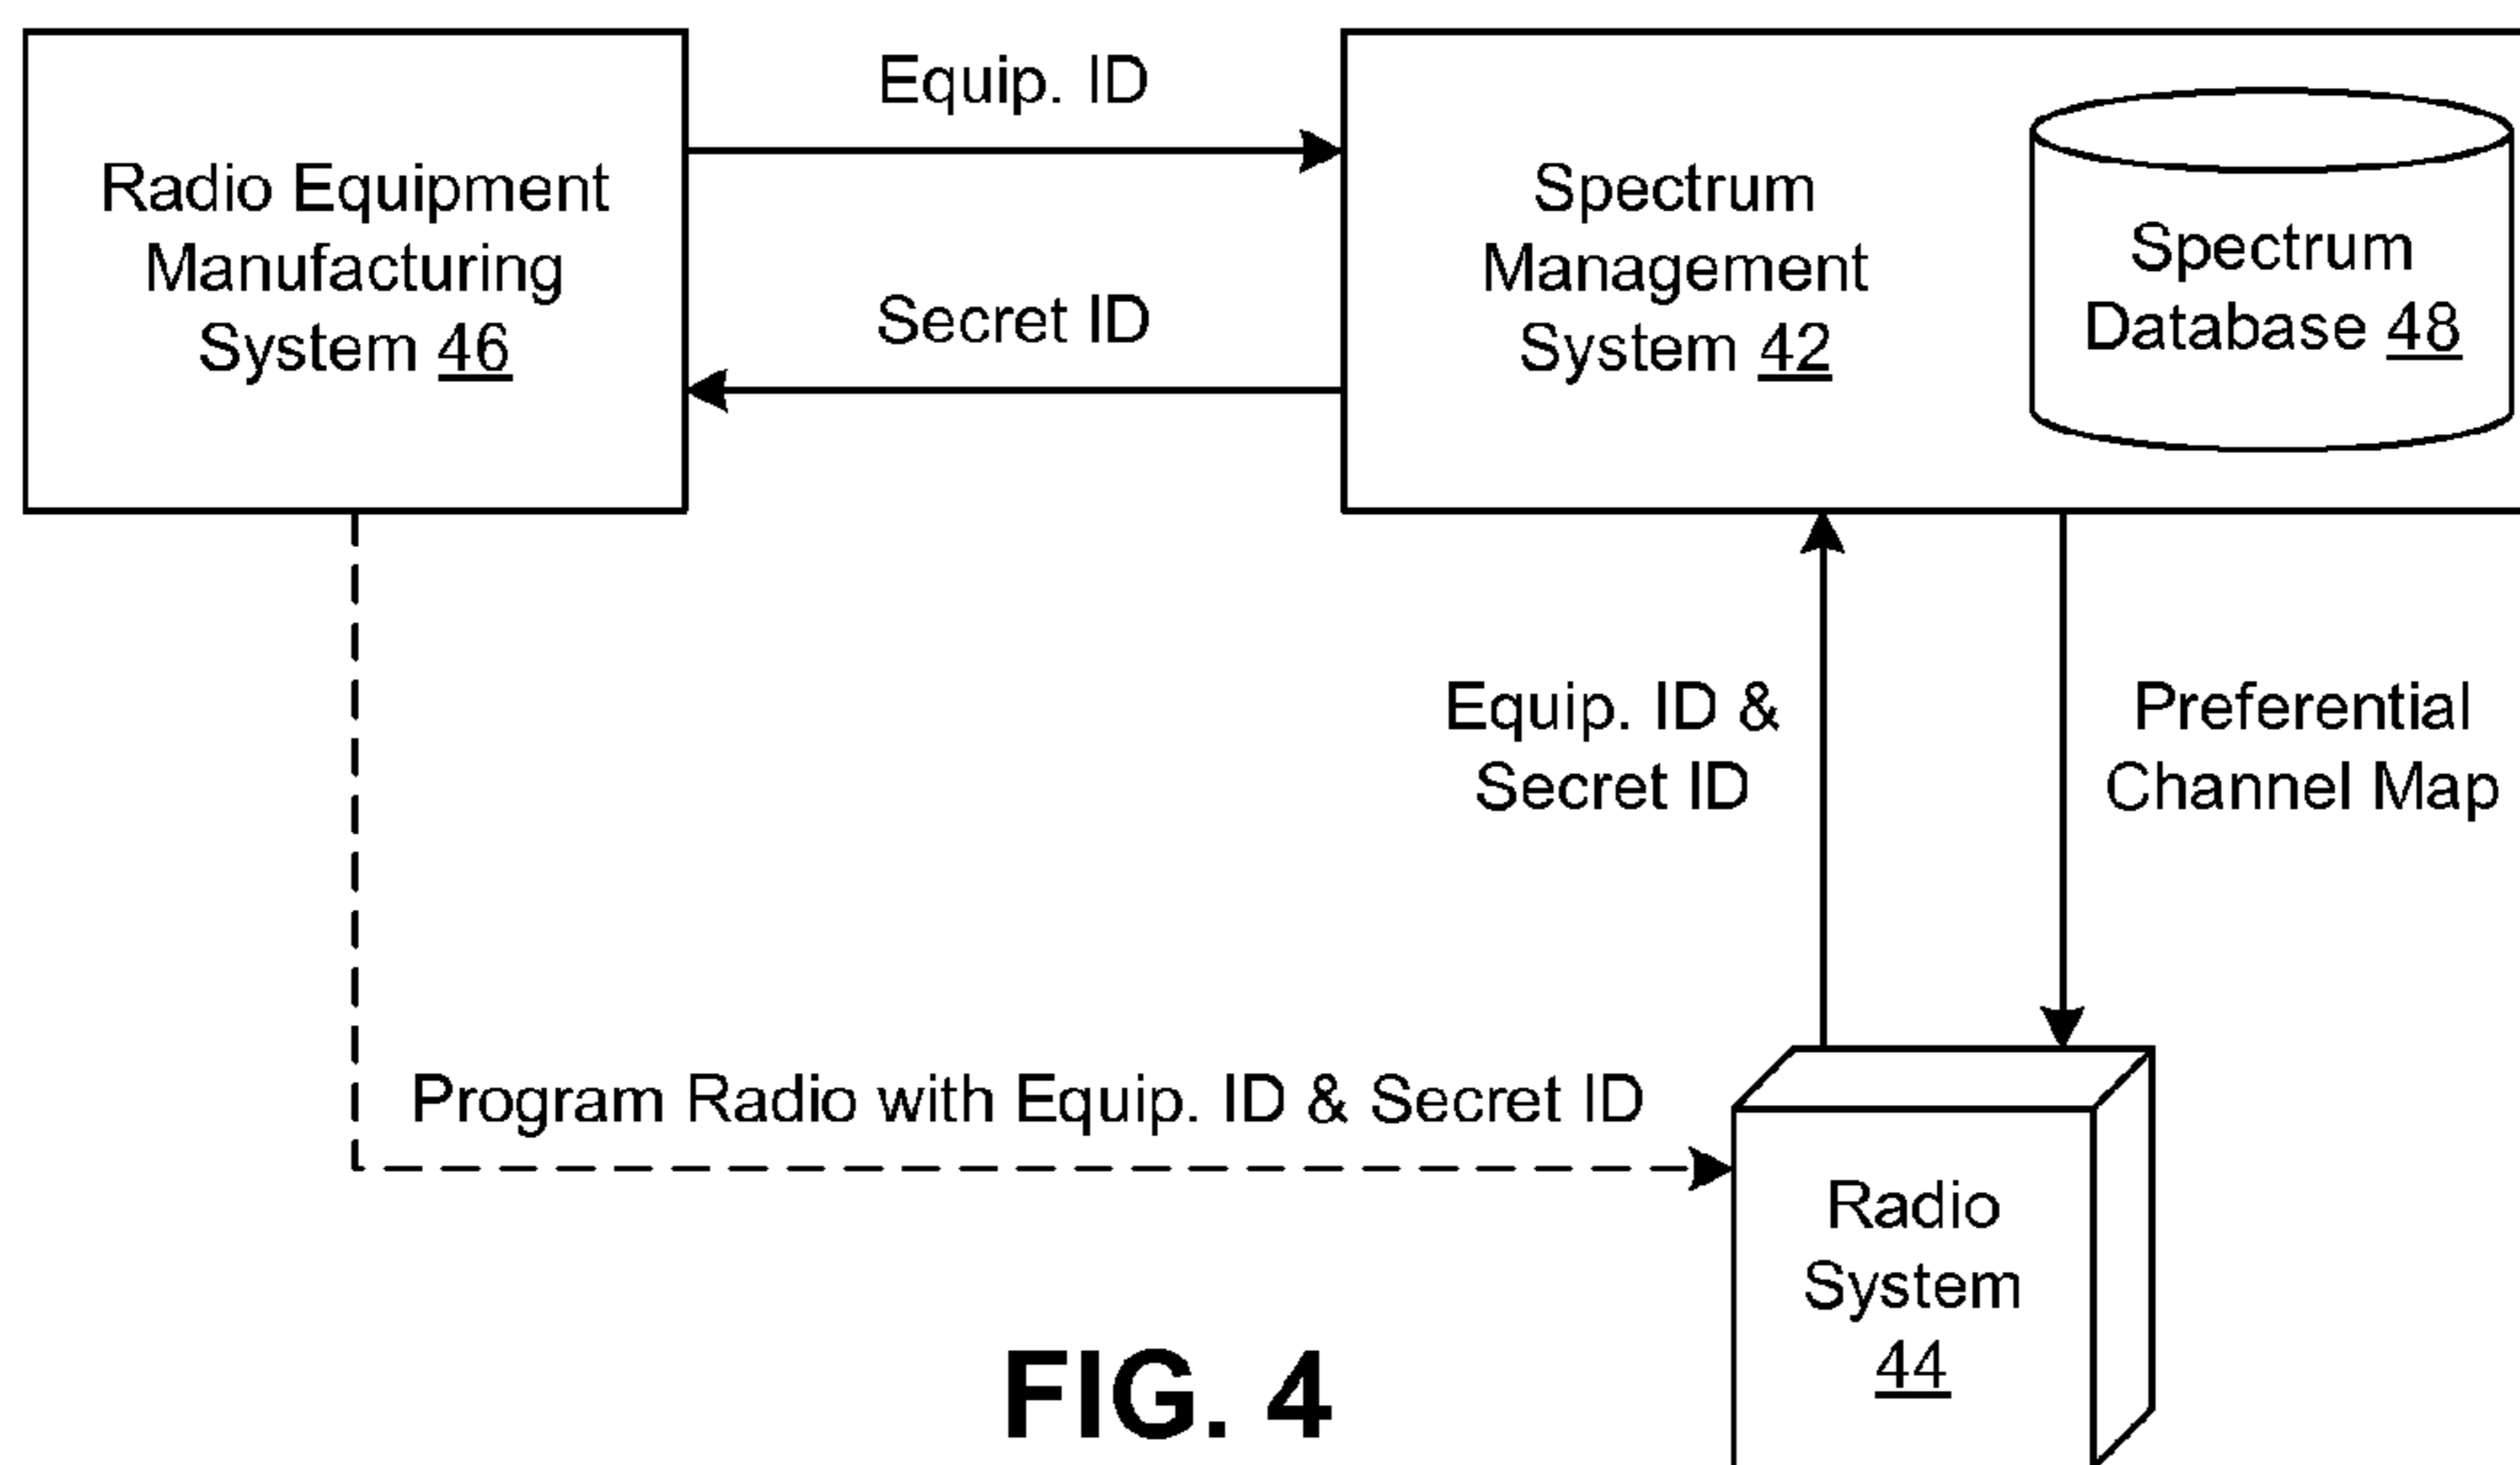 Radio Equipment
Manufacturing
System 46
Equip. ID
Secret ID
Spectrum
Management
System 42
Spectrum
Database 48
Equip. ID &
Secret ID
Preferential
Channel Map
Program Radio with Equip. ID & Secret ID
Radio
System
44
FIG. 4